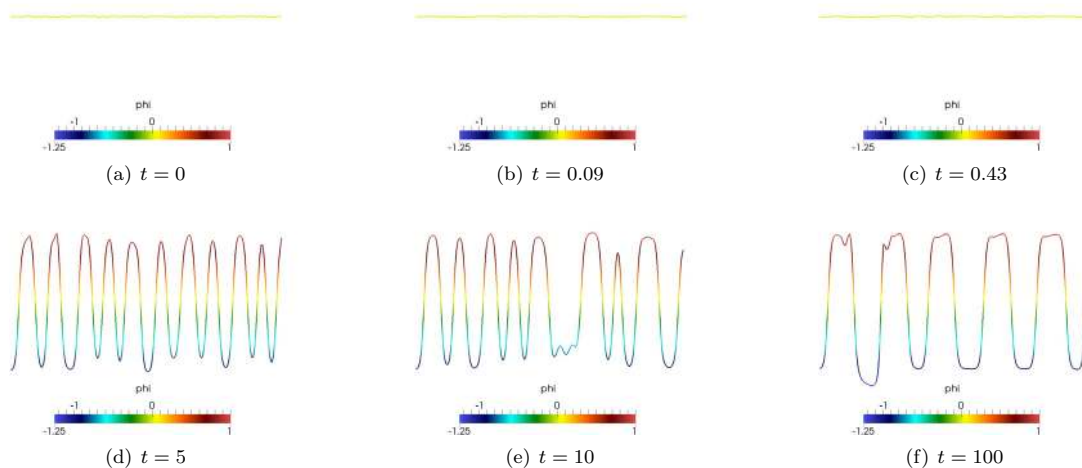 phi
-1
0
-1.25
1
(a) t = 0
phi
-1
0
-1.25
1
(b) t = 0.09
phi
-1
0
-1.25
1
(c) t = 0.43
phi
-1
0
-1.25
1
(d) t = 5
phi
-1
0
-1.25
1
(e) t = 10
phi
-1
0
-1.25
1
(f) t = 100